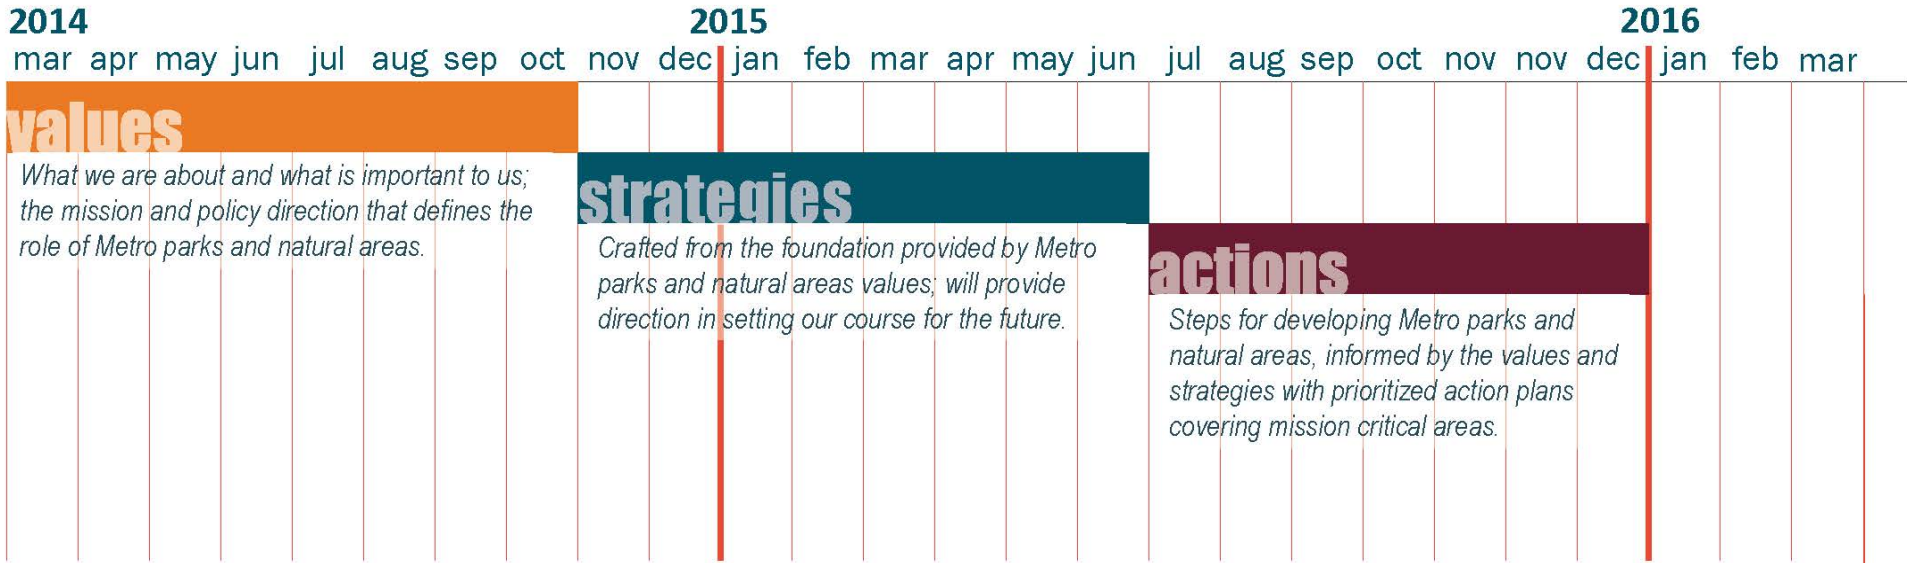 2014 2015 2016
mar apr may jun jul aug sep oct nov dec jan feb mar apr may jun jul aug sep oct nov nov dec jan feb mar
values
What we are about and what is important to us;
the mission and policy direction that defines the
role of Metro parks and natural areas.
strategies
Crafted from the foundation provided by Metro
parks and natural areas values; will provide
direction in setting our course for the future.
actions
Steps for developing Metro parks and
natural areas, informed by the values and
strategies with prioritized action plans
covering mission critical areas.